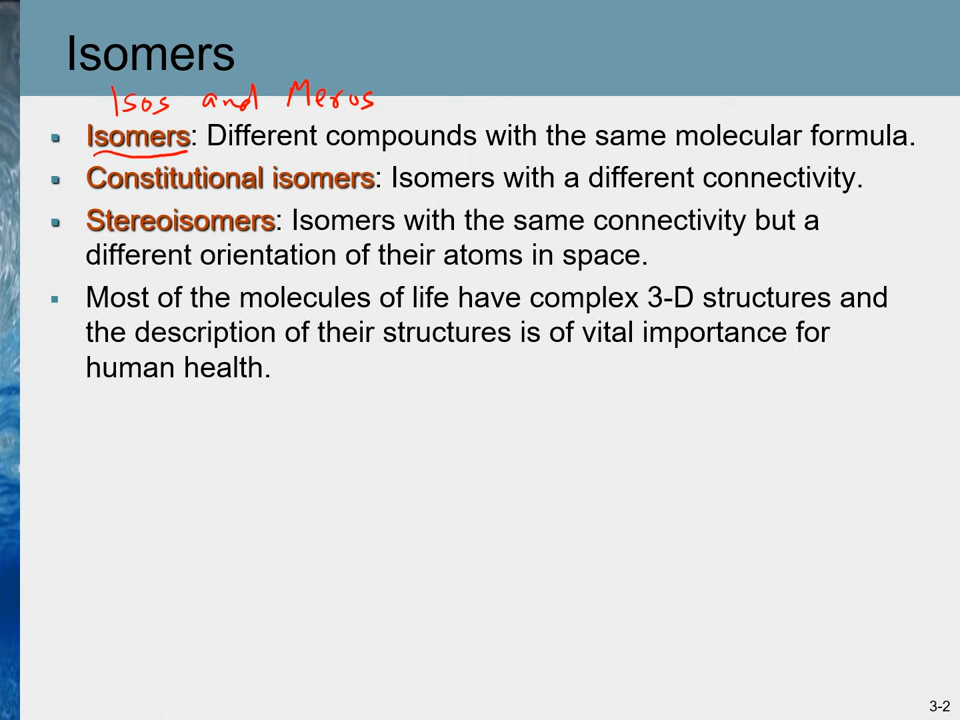 Isomers
Isos and Meros
▪ Isomers: Different compounds with the same molecular formula.
▪ Constitutional isomers: Isomers with a different connectivity.
▪ Stereoisomers: Isomers with the same connectivity but a
different orientation of their atoms in space.
▪ Most of the molecules of life have complex 3-D structures and
the description of their structures is of vital importance for
human health.
3-2